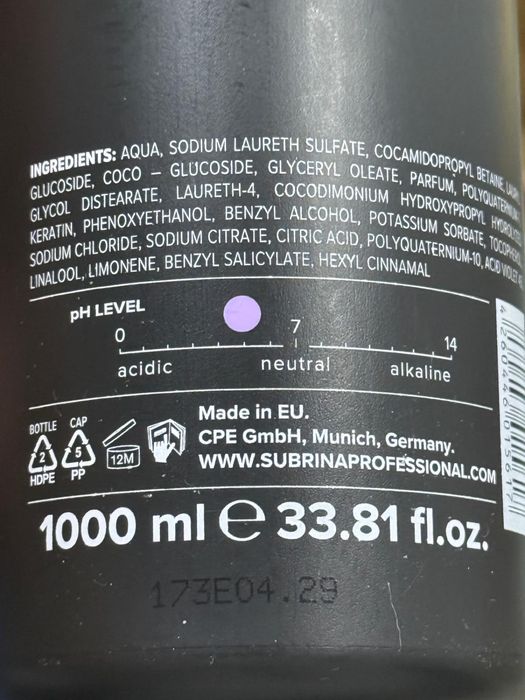 INGREDIENTS: AQUA, SODIUM LAURETH SULFATE, COCAMIDOPROPYL BETAINE,
GLUCOSIDE, COCO – GLUCOSIDE, GLYCERYL OLEATE, PARFUM,
GLYCOL DISTEARATE, LAURETH-4, COCODIMONIUM HYDROXYPROPYL
KERATIN, PHENOXYETHANOL, BENZYL ALCOHOL, POTASSIUM SORBATE,
SODIUM CHLORIDE, SODIUM CITRATE, CITRIC ACID, POLYQUATERNIUM-10, ACID VIOLET
LINALOOL, LIMONENE, BENZYL SALICYLATE, HEXYL CINNAMAL
pH LEVEL
0 7 14
acidic neutral alkaline
BOTTLE CAP
2 5 12M
HDPE PP
Made in EU.
CPE GmbH, Munich, Germany.
WWW.SUBRINAPROFESSIONAL.COM
4260446015617
1000 ml e 33.81 fl.oz.
173E04.29